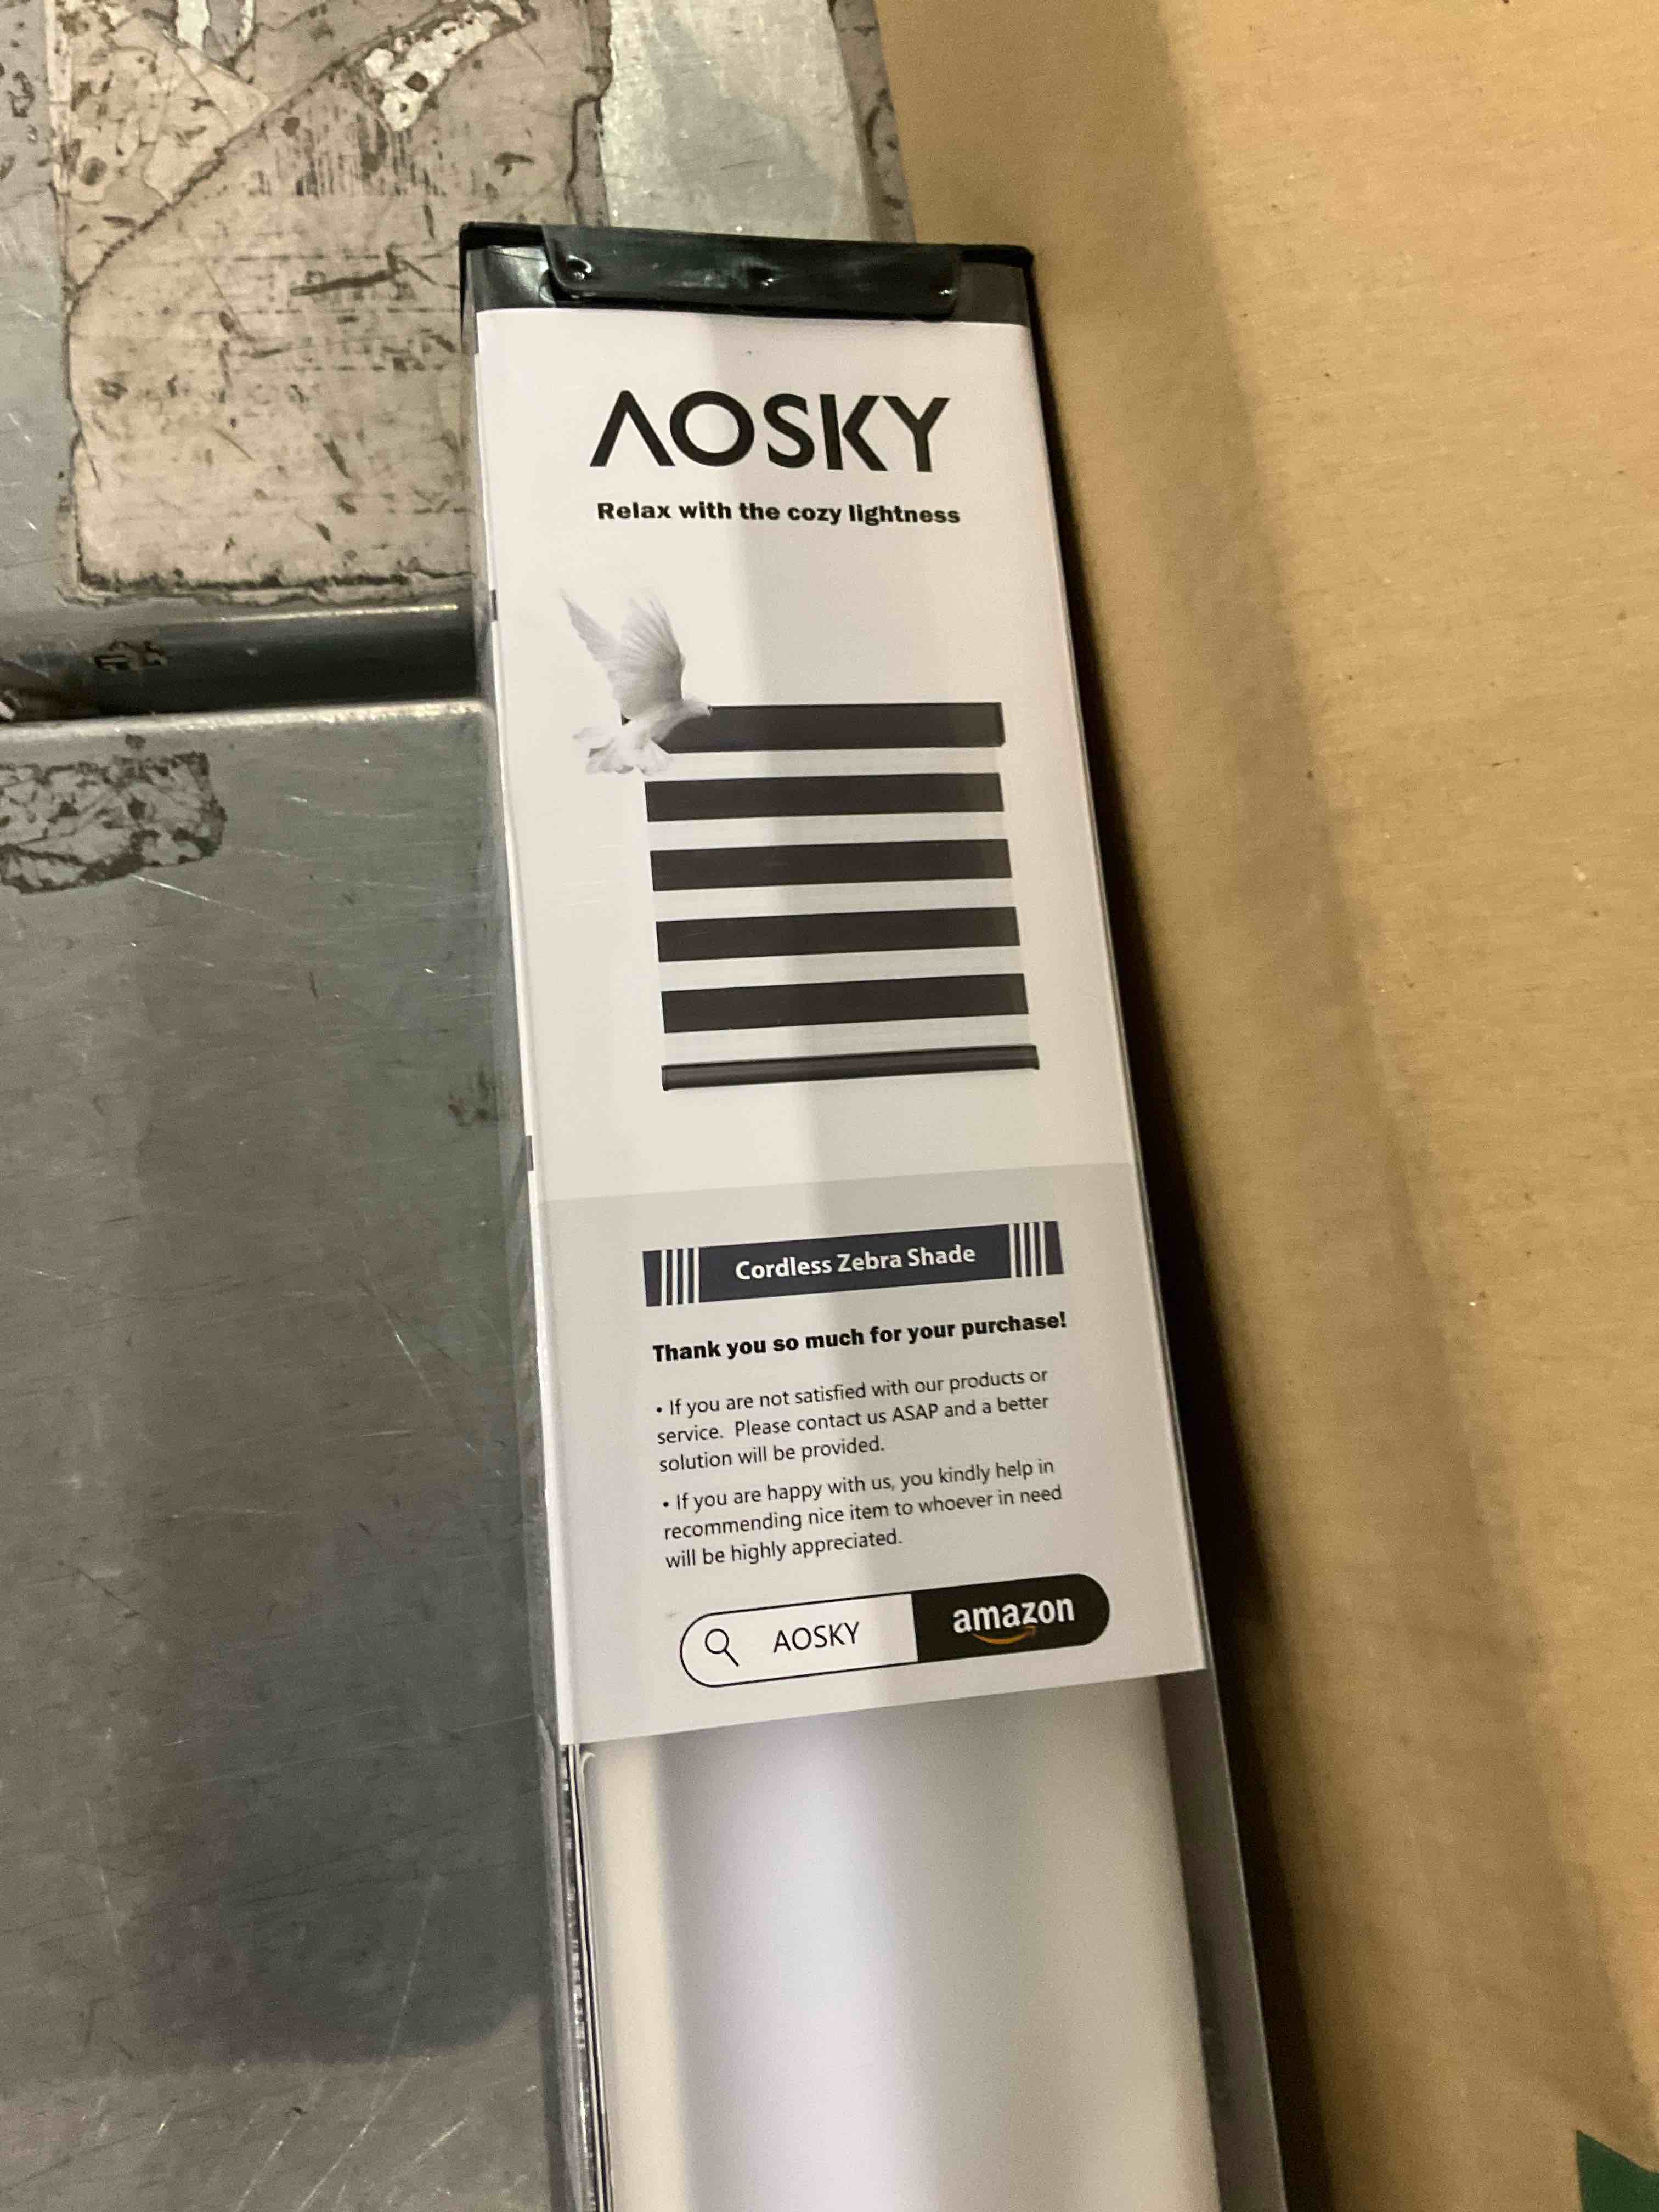 AOSKY
Relax with the cozy lightness
Cordless Zebra Shade
Thank you so much for your purchase!
• If you are not satisfied with our products or
service. Please contact us ASAP and a better
solution will be provided.
• If you are happy with us, you kindly help in
recommending nice item to whoever in need
will be highly appreciated.
AOSKY amazon